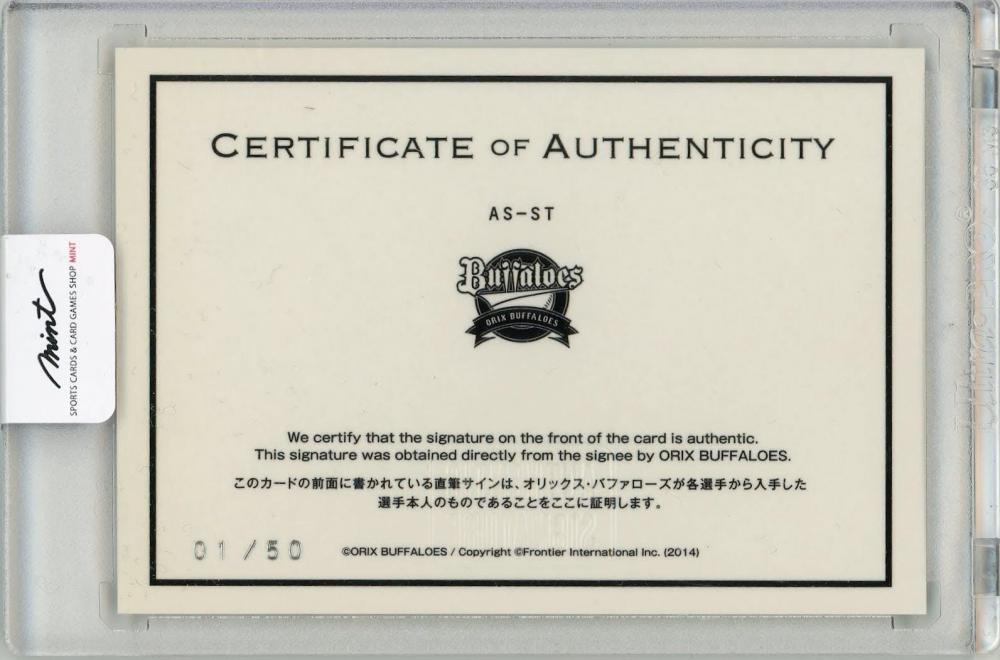 CERTIFICATE OF AUTHENTICITY
AS-ST
Buffaloes
ORIX BUFFALOES
We certify that the signature on the front of the card is authentic.
This signature was obtained directly from the signee by ORIX BUFFALOES.
このカードの前面に書かれている直筆サインは、オリックス・バファローズが各選手から入手した
選手本人のものであることをここに証明します。
01/50
©ORIX BUFFALOES / Copyright ©Frontier International Inc. (2014)
mint
SPORTS CARDS & CARD GAMES SHOP MINT